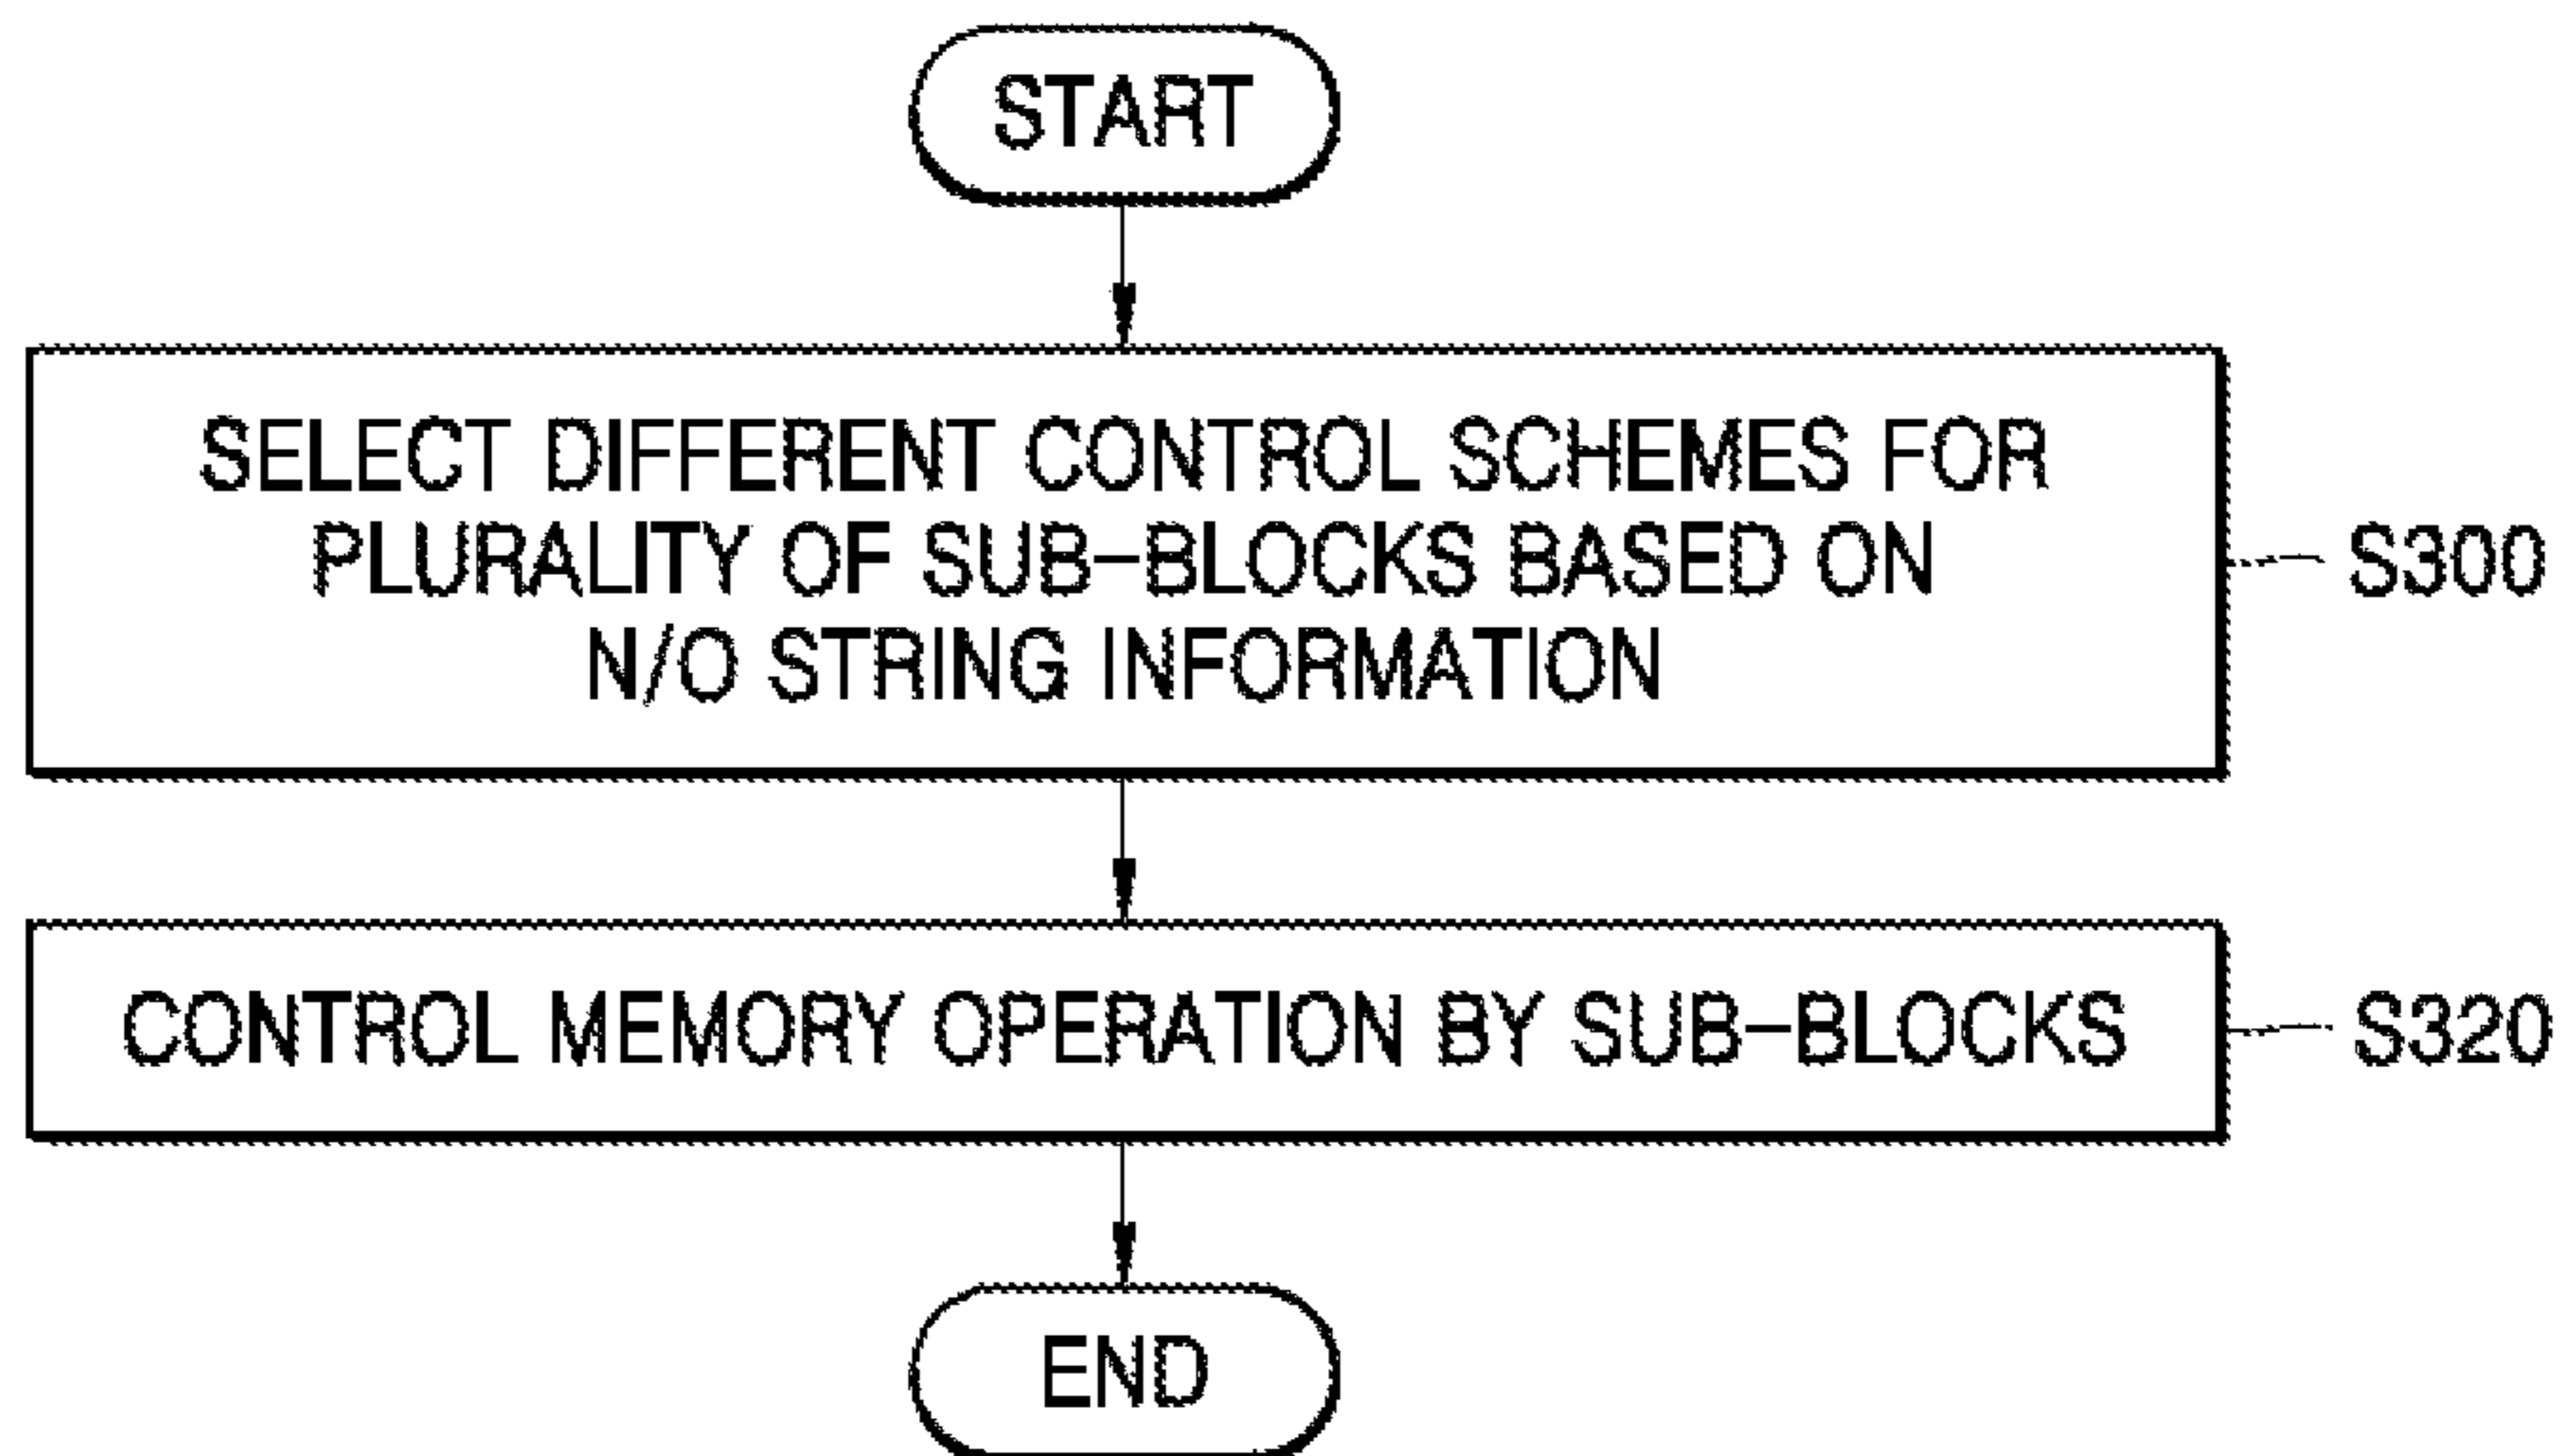 START
SELECT DIFFERENT CONTROL SCHEMES FOR
PLURALITY OF SUB-BLOCKS BASED ON
N/O STRING INFORMATION
S300
CONTROL MEMORY OPERATION BY SUB-BLOCKS
S320
END